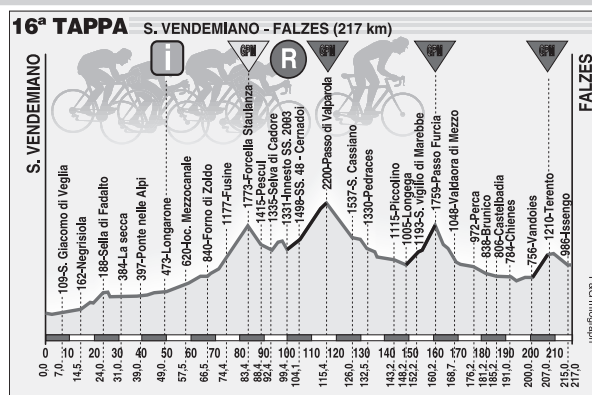 16ª TAPPA S. VENDEMIANO - FALZES (217 km)
i
GPM
R
GPM
GPM
GPM
S. VENDEMIANO
FALZES
109-S. Giacomo di Veglia
162-Negrisiola
188-Sella di Fadalto
384-La secca
397-Ponte nelle Alpi
473-Longarone
620-loc. Mezzocanale
840-Forno di Zoldo
1177-Fusine
1773-Forcella Staulanza
1415-Pescul
1335-Selva di Cadore
1331-Innesto SS. 2003
1498-SS. 48 - Cernadoi
2200-Passo di Valparola
1537-S. Cassiano
1330-Pedraces
1115-Piccolino
1005-Longega
1193-S. vigilio di Marebbe
1759-Passo Furcia
1048-Valdaora di Mezzo
972-Perca
838-Brunico
806-Castelbadia
784-Chienes
756-Vandoies
1210-Terento
986-Issengo
0 10 20 30 40 50 60 70 80 90 100 110 120 130 140 150 160 170 180 190 200 210
0,0 7,0 16,5 24,0 31,0 40,0 49,0 57,5 66,5 74,4 83,4 88,4 92,4 99,4 104,1 115,4 126,0 132,5 143,2 148,2 152,2 160,2 168,7 176,2 181,2 185,2 191,0 200,0 207,0 215,0 217,0